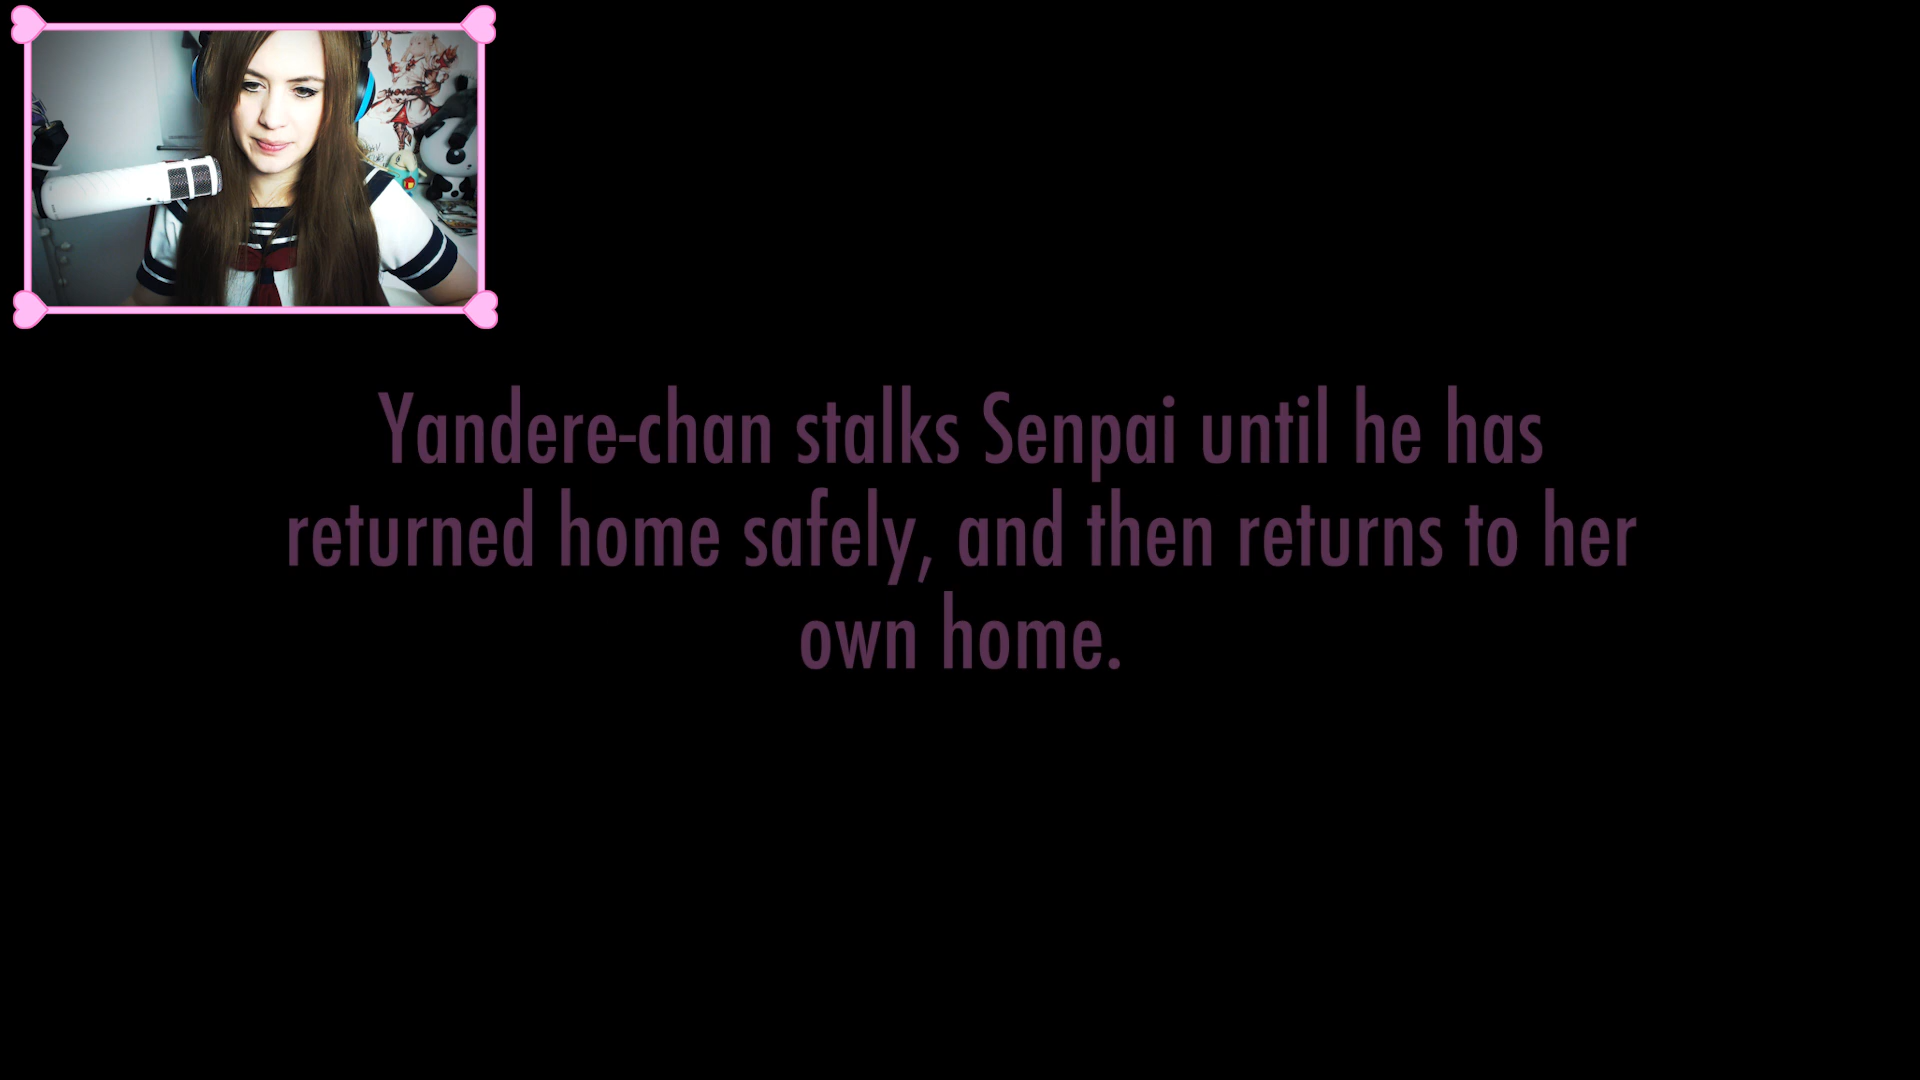 Yandere-chan stalks Senpai until he has
returned home safely, and then returns to her
own home.